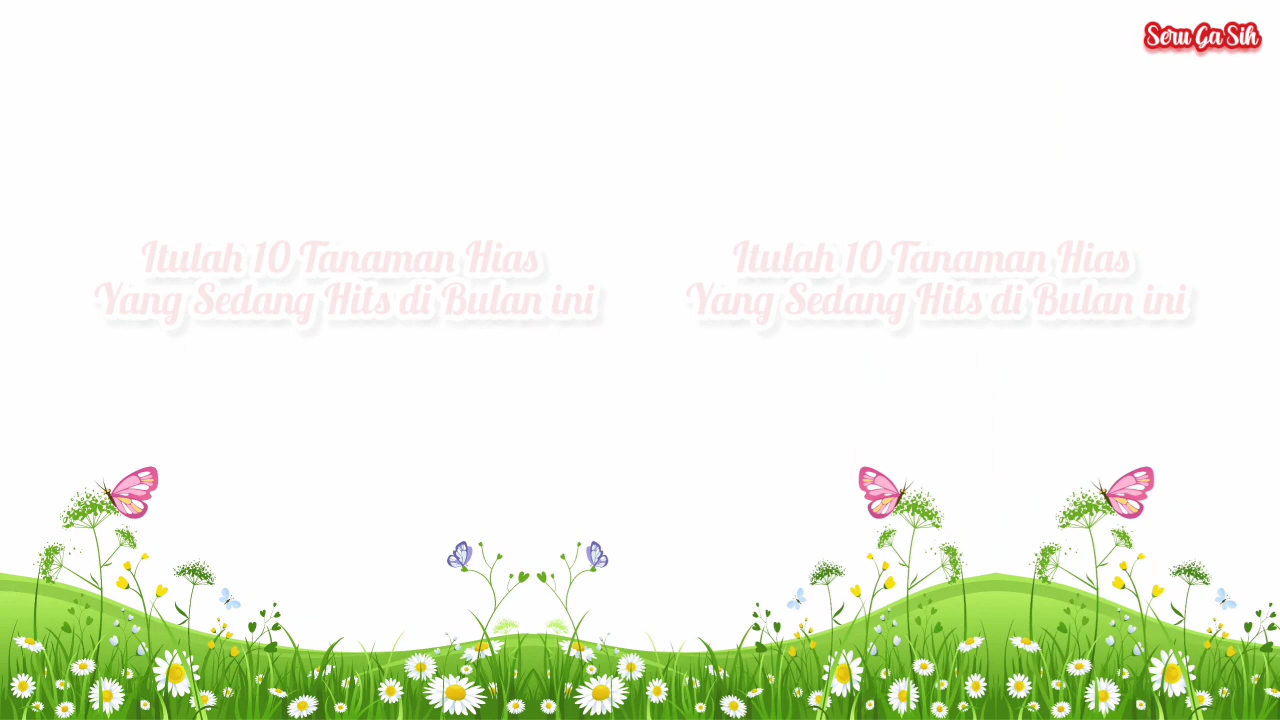 Seru Ga Sih
Itulah 10 Tanaman Hias
Yang Sedang Hits di Bulan ini
Itulah 10 Tanaman Hias
Yang Sedang Hits di Bulan ini